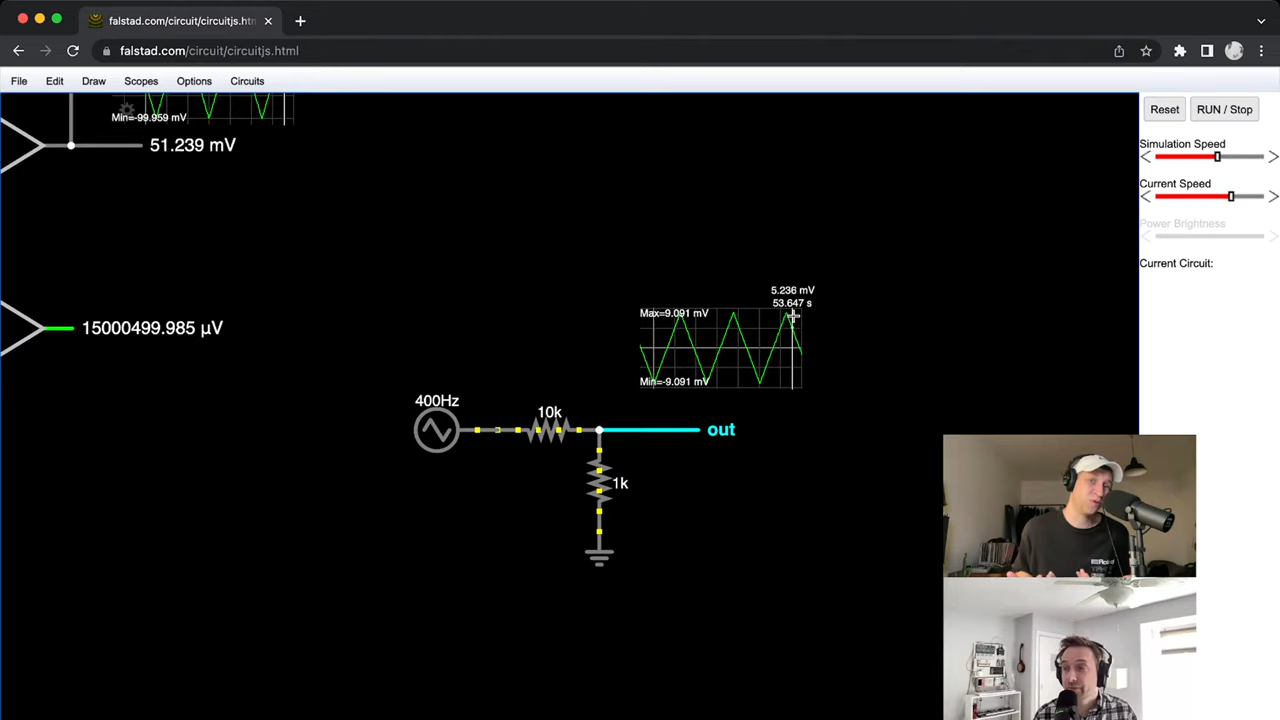 falstad.com/circuit/circuitjs.htm
falstad.com/circuit/circuitjs.html
File Edit Draw Scopes Options Circuits
Reset RUN / Stop
Simulation Speed
Current Speed
Power Brightness
Current Circuit:
Min=-99.959 mV
51.239 mV
15000499.985 μV
5.236 mV
53.647 s
Max=9.091 mV
Min=-9.091 mV
400Hz
10k
out
1k